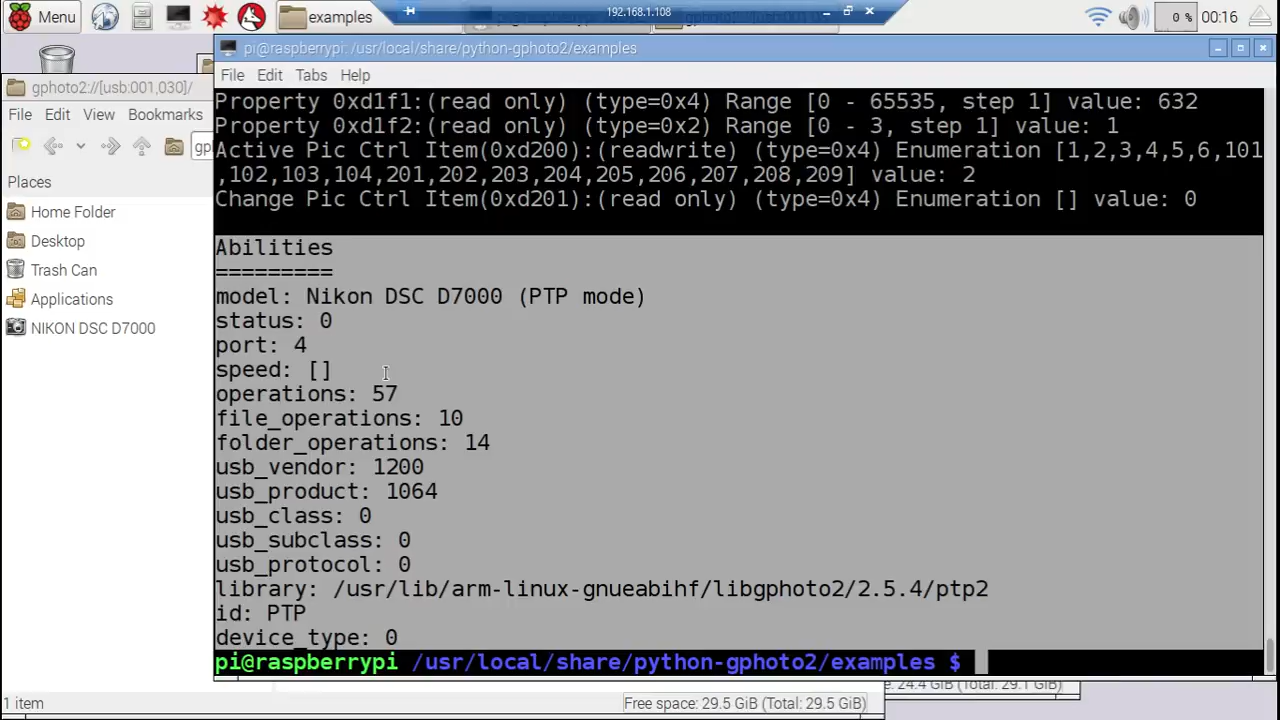 Menu
examples
192.168.1.108
0 %
00:16
pi@raspberrypi: /usr/local/share/python-gphoto2/examples
File Edit Tabs Help
gphoto2://[usb:001,030]/
File Edit View Bookmarks
Places
Home Folder
Desktop
Trash Can
Applications
NIKON DSC D7000
Property 0xd1f1:(read only) (type=0x4) Range [0 - 65535, step 1] value: 632
Property 0xd1f2:(read only) (type=0x2) Range [0 - 3, step 1] value: 1
Active Pic Ctrl Item(0xd200):(readwrite) (type=0x4) Enumeration [1,2,3,4,5,6,101
,102,103,104,201,202,203,204,205,206,207,208,209] value: 2
Change Pic Ctrl Item(0xd201):(read only) (type=0x4) Enumeration [] value: 0
Abilities
=========
model: Nikon DSC D7000 (PTP mode)
status: 0
port: 4
speed: []
operations: 57
file_operations: 10
folder_operations: 14
usb_vendor: 1200
usb_product: 1064
usb_class: 0
usb_subclass: 0
usb_protocol: 0
library: /usr/lib/arm-linux-gnueabihf/libgphoto2/2.5.4/ptp2
id: PTP
device_type: 0
pi@raspberrypi /usr/local/share/python-gphoto2/examples $
1 item
Free space: 29.5 GiB (Total: 29.5 GiB)